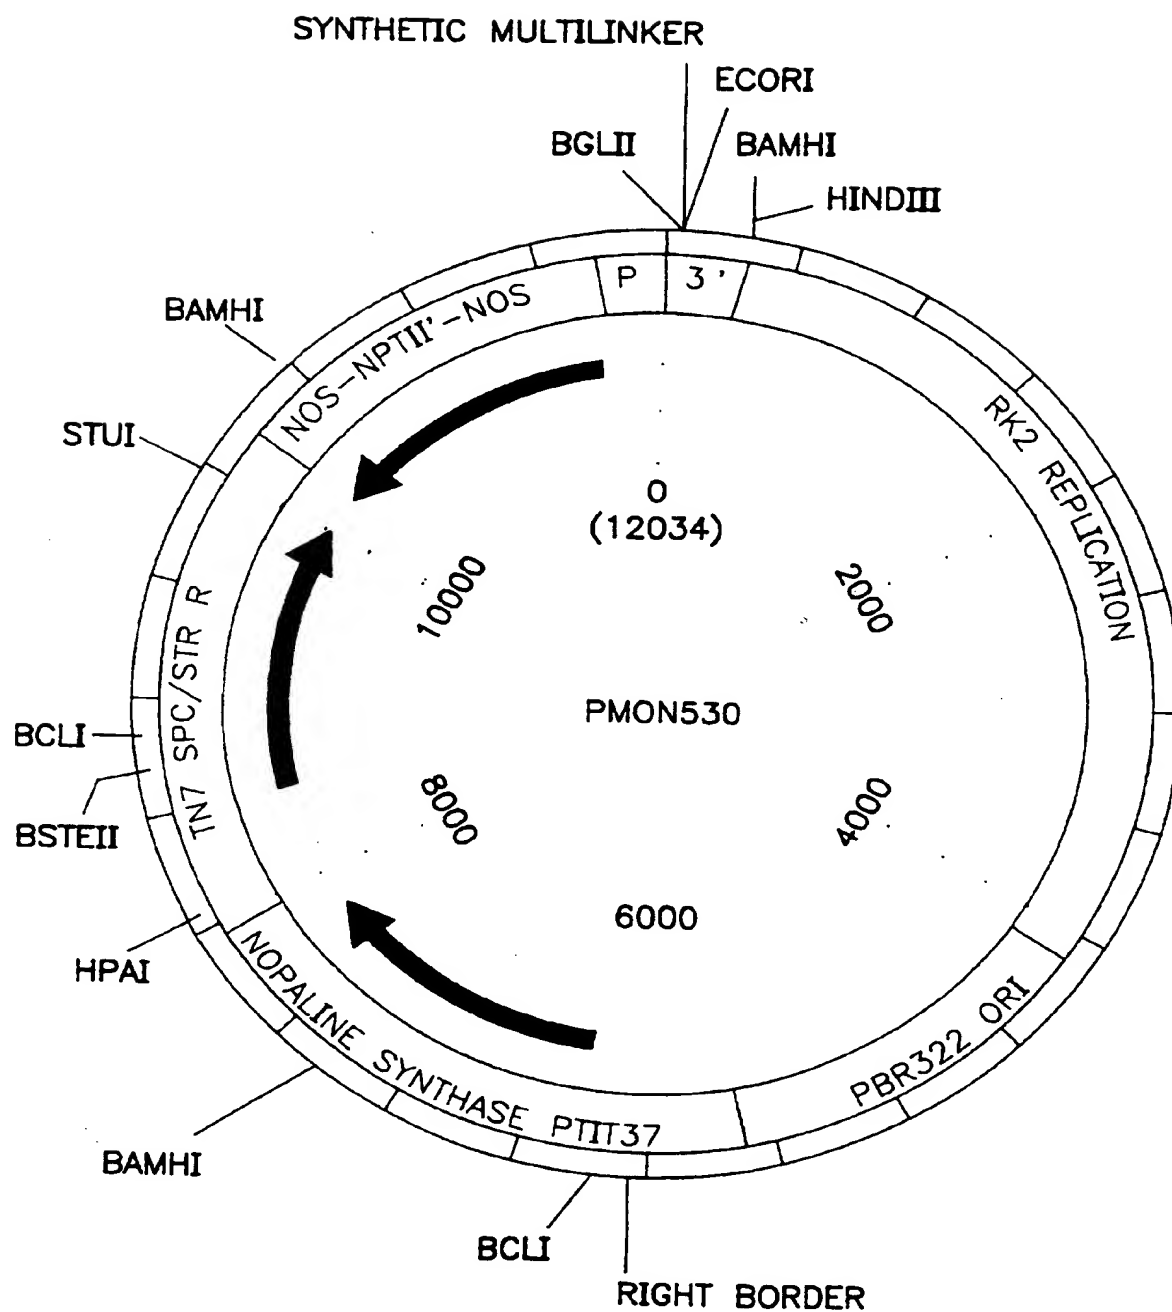 SYNTHETIC MULTILINKER
ECORI
BGLII
BAMHI
HINDIII
P
3'
BAMHI
NOS-NPTII'-NOS
STUI
RK2 REPLICATION
0
(12034)
10000
2000
TN7 SPC/STR R
PMON530
BCLI
8000
4000
BSTEII
6000
HPAI
NOPALINE SYNTHASE PTIT37
PBR322 ORI
BAMHI
BCLI
RIGHT BORDER